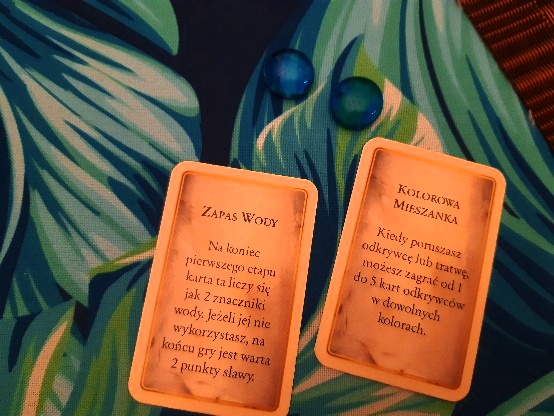 ZAPAS WODY
Na koniec
pierwszego etapu
karta ta liczy się
jak 2 znaczniki
wody. Jeżeli jej nie
wykorzystasz, na
końcu gry jest warta
2 punkty sławy.
KOLOROWA
MIESZANKA
Kiedy poruszasz
odkrywcę lub tratwę,
możesz zagrać od 1
do 5 kart odkrywców
w dowolnych
kolorach.